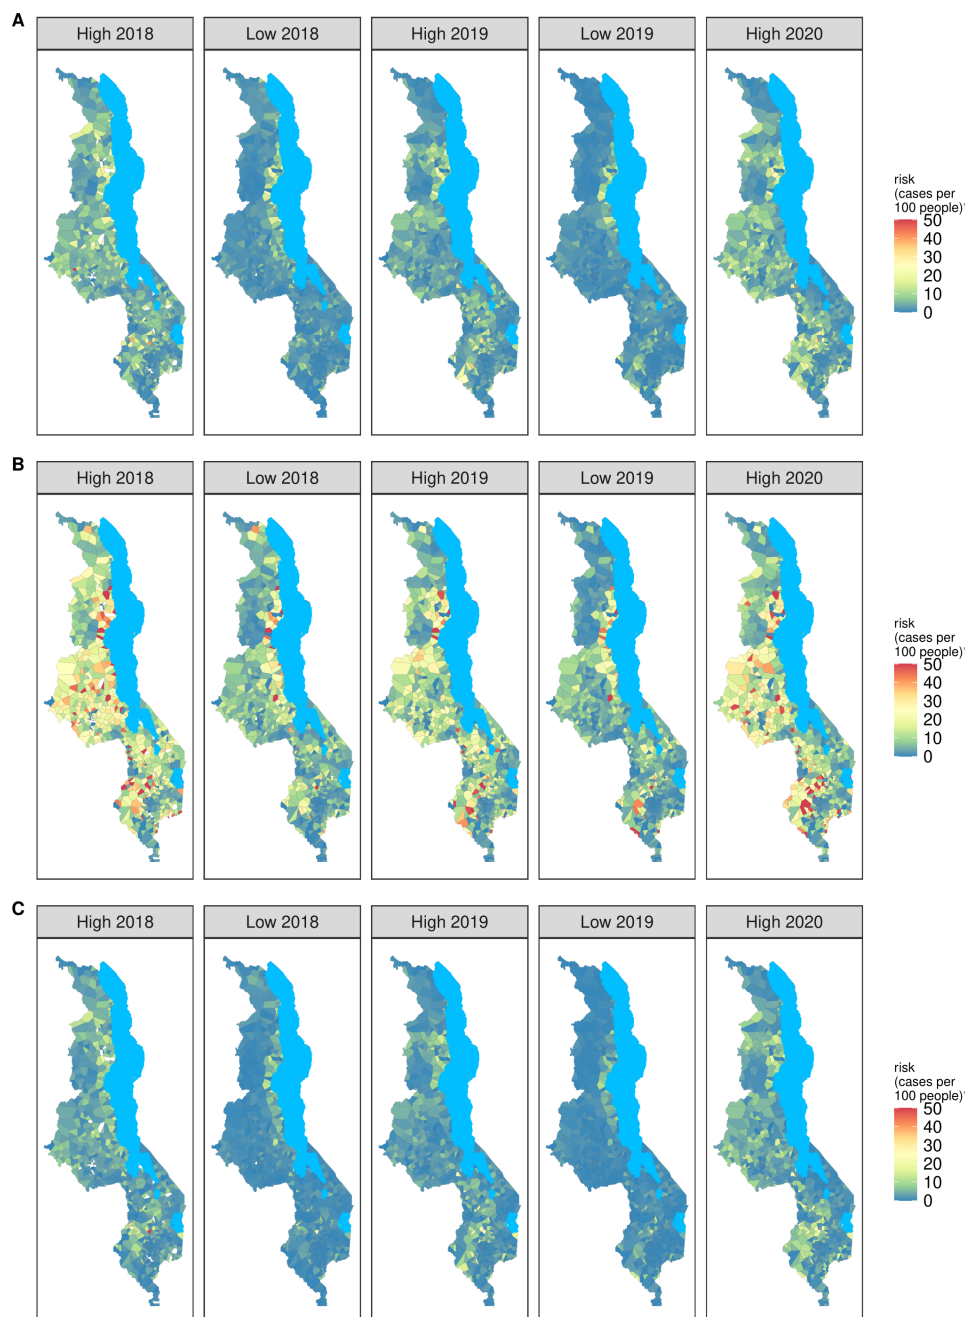 A
High 2018
Low 2018
High 2019
Low 2019
High 2020
risk
(cases per
100 people)'
50
40
30
20
10
0
B
High 2018
Low 2018
High 2019
Low 2019
High 2020
risk
(cases per
100 people)'
50
40
30
20
10
0
C
High 2018
Low 2018
High 2019
Low 2019
High 2020
risk
(cases per
100 people)'
50
40
30
20
10
0